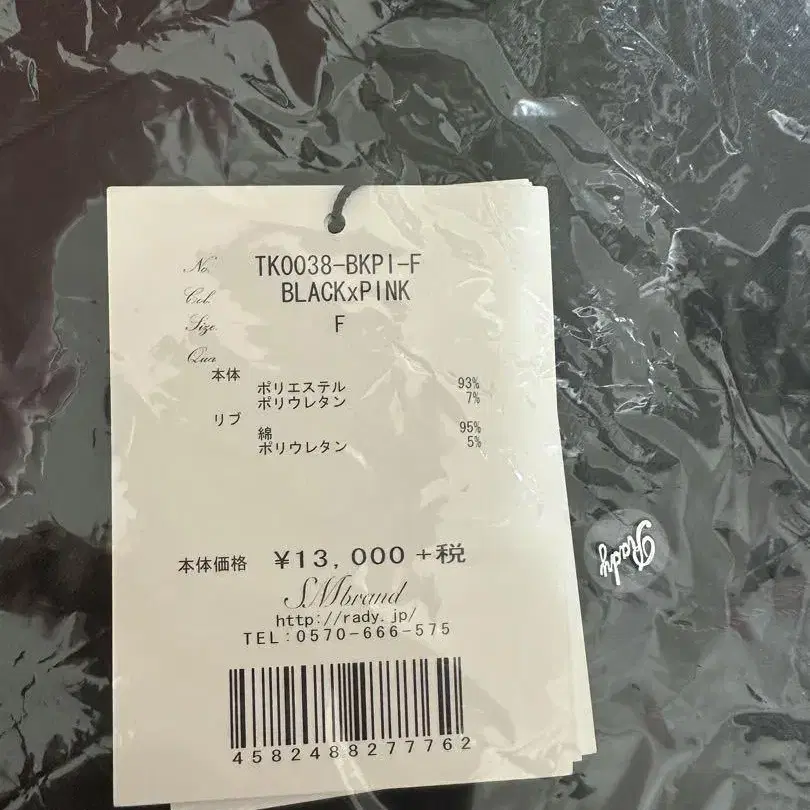 No. TK0038-BKPI-F
Col. BLACKxPINK
Size F
Qua
本体
ポリエステル 93%
ポリウレタン 7%
リブ
綿 95%
ポリウレタン 5%
本体価格 ¥13,000+税
S.Mbrand
http://rady.jp/
TEL:0570-666-575
4582488277762
Rady